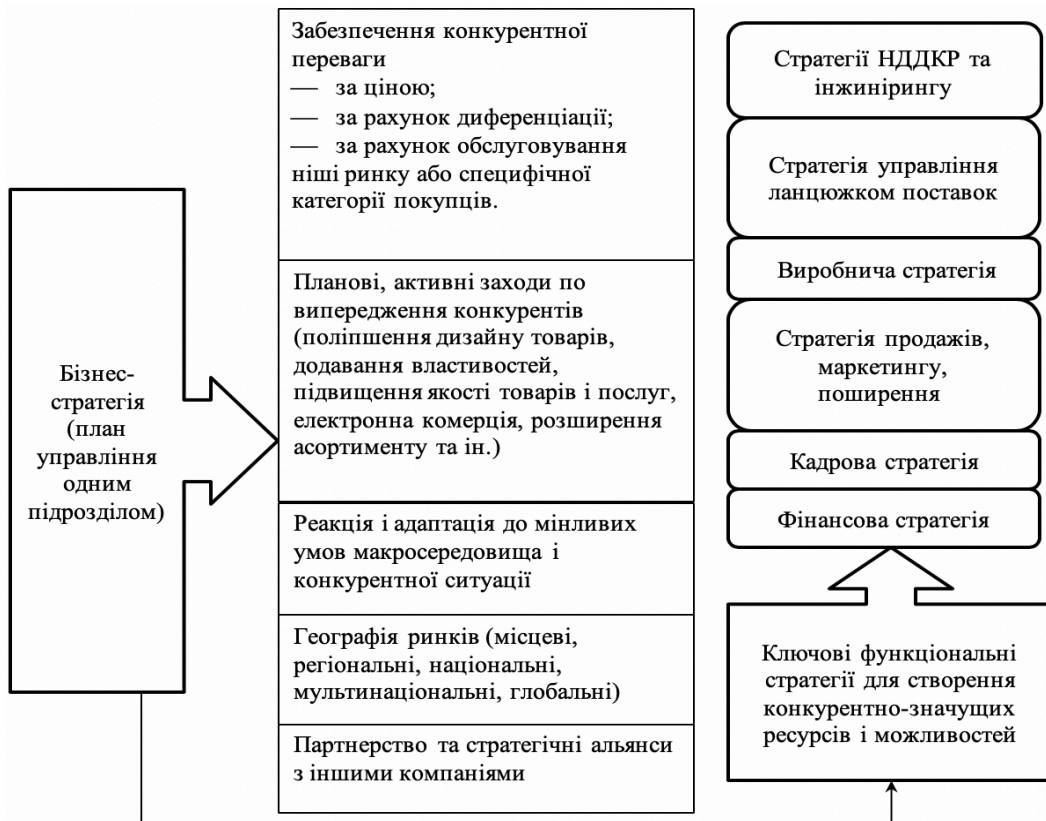 Бізнес-
стратегія
(план
управління
одним
підрозділом)
Забезпечення конкурентної
переваги
— за ціною;
— за рахунок диференціації;
— за рахунок обслуговування
ніші ринку або специфічної
категорії покупців.
Планові, активні заходи по
випередження конкурентів
(поліпшення дизайну товарів,
додавання властивостей,
підвищення якості товарів і послуг,
електронна комерція, розширення
асортименту та ін.)
Реакція і адаптація до мінливих
умов макросередовища і
конкурентної ситуації
Географія ринків (місцеві,
регіональні, національні,
мультинаціональні, глобальні)
Партнерство та стратегічні альянси
з іншими компаніями
Стратегії НДДКР та
інжинірингу
Стратегія управління
ланцюжком поставок
Виробнича стратегія
Стратегія продажів,
маркетингу,
поширення
Кадрова стратегія
Фінансова стратегія
Ключові функціональні
стратегії для створення
конкурентно-значущих
ресурсів і можливостей